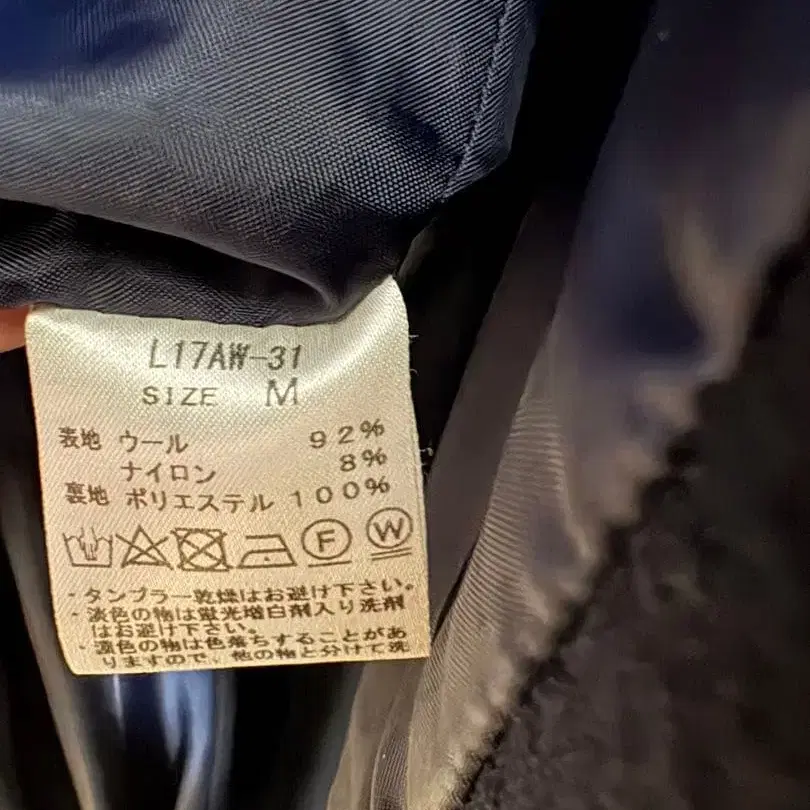 L17AW-31
SIZE M
表地 ウール 92%
ナイロン 8%
裏地 ポリエステル 100%
F W
・タンブラー乾燥はお避け下さい。
・淡色の物は蛍光増白剤入り洗剤
はお避け下さい。
・濃色の物は色落ちすることがあ
りますので、他の物と分けて洗